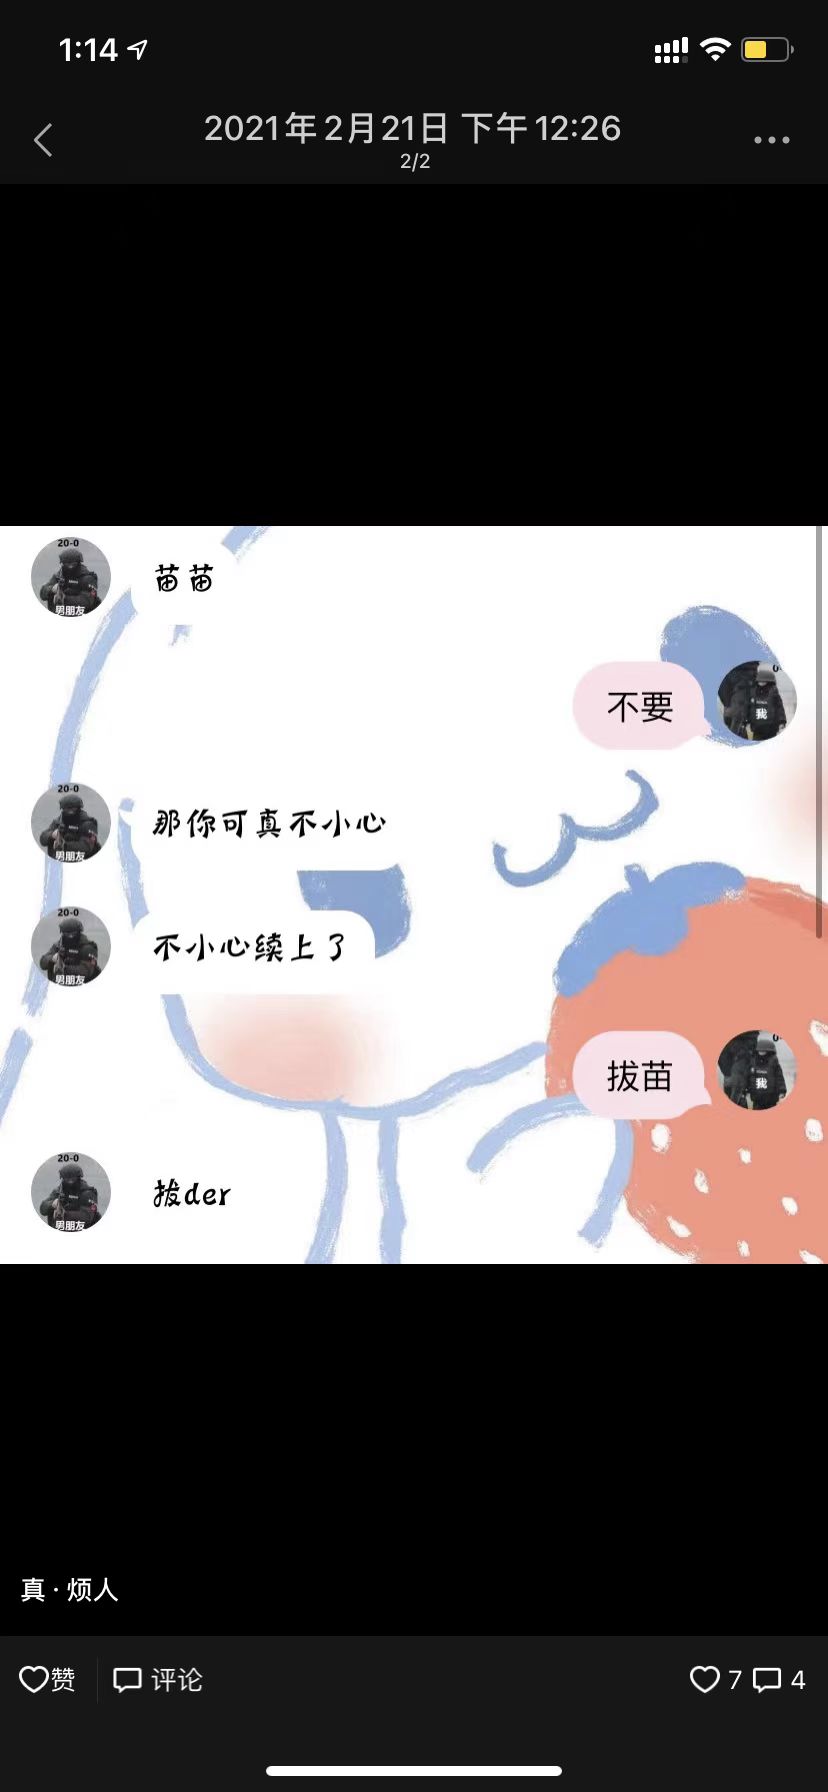 1:14
2021年2月21日 下午12:26
2/2
20-0
男朋友
苗苗
不要
0-
我
20-0
男朋友
那你可真不小心
20-0
男朋友
不小心续上了
拔苗
0-
我
20-0
男朋友
拔der
真·烦人
赞
评论
7
4